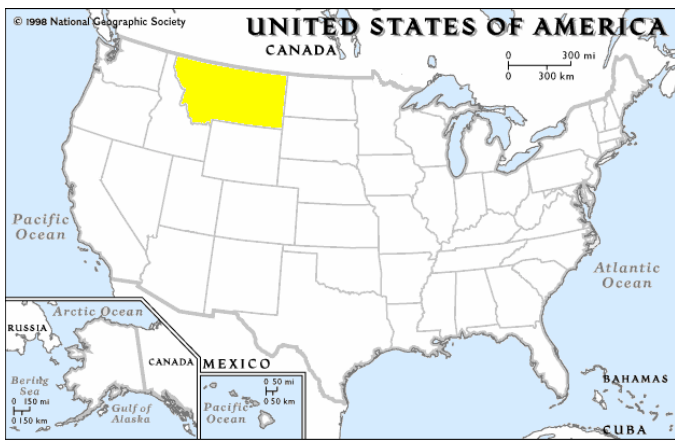 © 1998 National Geographic Society
UNITED STATES OF AMERICA
CANADA
0 300 mi
0 300 km
Pacific
Ocean
Atlantic
Ocean
Arctic Ocean
RUSSIA
CANADA
MEXICO
Bering
Sea
0 150 mi
0 150 km
Gulf of
Alaska
0 50 mi
0 50 km
Pacific
Ocean
BAHAMAS
CUBA